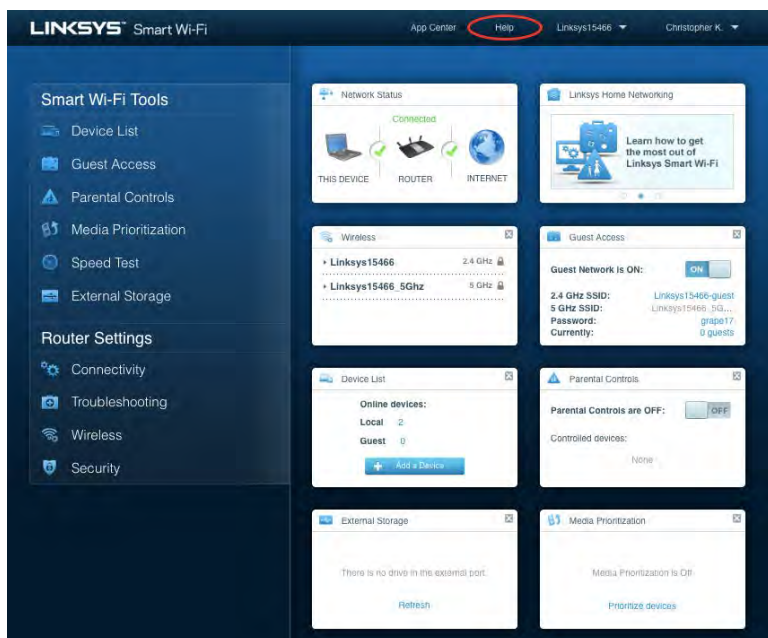 LINKSYS Smart Wi-Fi
App Center
Help
Linksys15466
Christopher K.
Smart Wi-Fi Tools
Device List
Guest Access
Parental Controls
Media Prioritization
Speed Test
External Storage
Router Settings
Connectivity
Troubleshooting
Wireless
Security
Network Status
Connected
THIS DEVICE ROUTER INTERNET
Linksys Home Networking
Learn how to get
the most out of
Linksys Smart Wi-Fi
Wireless
Linksys15466 2.4 GHz
Linksys15466_5Ghz 5 GHz
Guest Access
Guest Network is ON: ON
2.4 GHz SSID: Linksys15466-guest
5 GHz SSID: Linksys15466_5G...
Password: grape17
Currently: 0 guests
Device List
Online devices:
Local 2
Guest 0
Add a Device
Parental Controls
Parental Controls are OFF: OFF
Controlled devices:
None
External Storage
There is no drive in the external port.
Refresh
Media Prioritization
Media Prioritization is Off
Prioritize devices